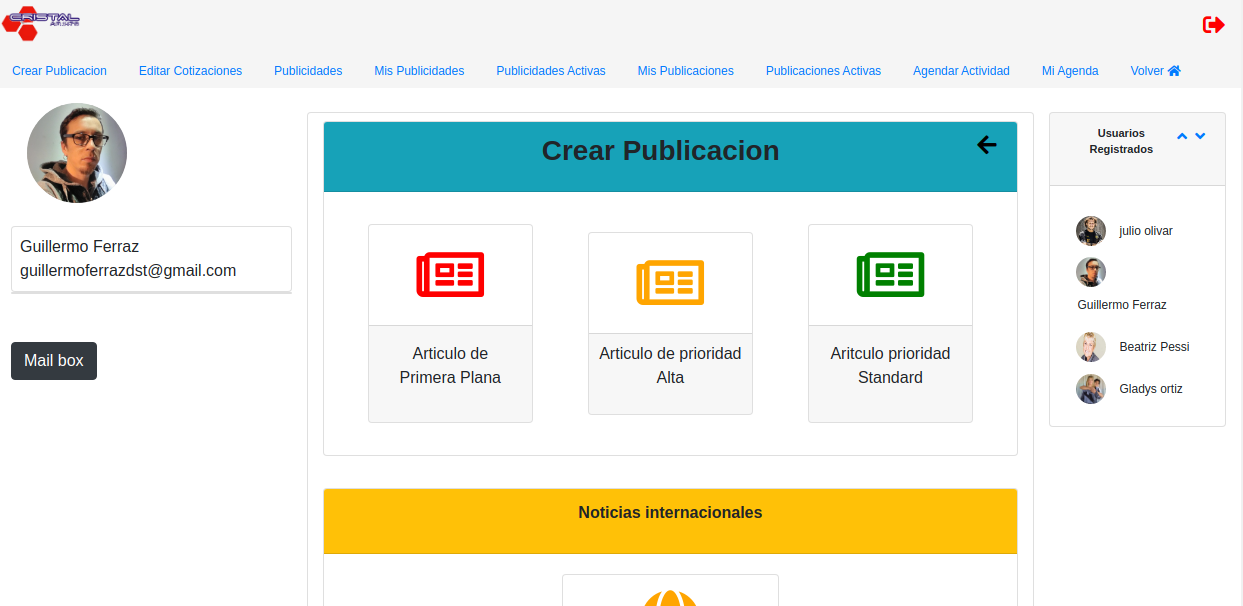 CRISTAL
Crear Publicacion Editar Cotizaciones Publicidades Mis Publicidades Publicidades Activas Mis Publicaciones Publicaciones Activas Agendar Actividad Mi Agenda Volver
Guillermo Ferraz
guillermoferrazdst@gmail.com
Mail box
Crear Publicacion
Articulo de
Primera Plana
Articulo de prioridad
Alta
Aritculo prioridad
Standard
Noticias internacionales
Usuarios
Registrados
julio olivar
Guillermo Ferraz
Beatriz Pessi
Gladys ortiz